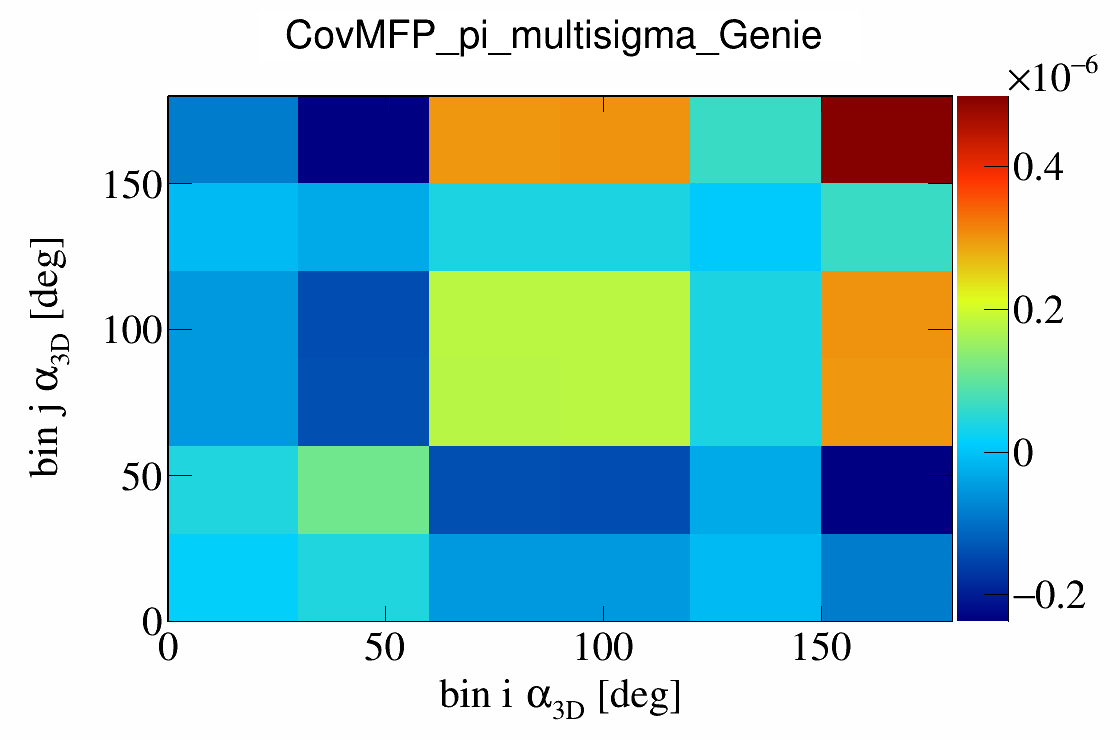 CovMFP_pi_multisigma_Genie
×10⁻⁶
0.4
0.2
0
−0.2
150
100
50
0
0 50 100 150
bin j α₃D [deg]
bin i α₃D [deg]